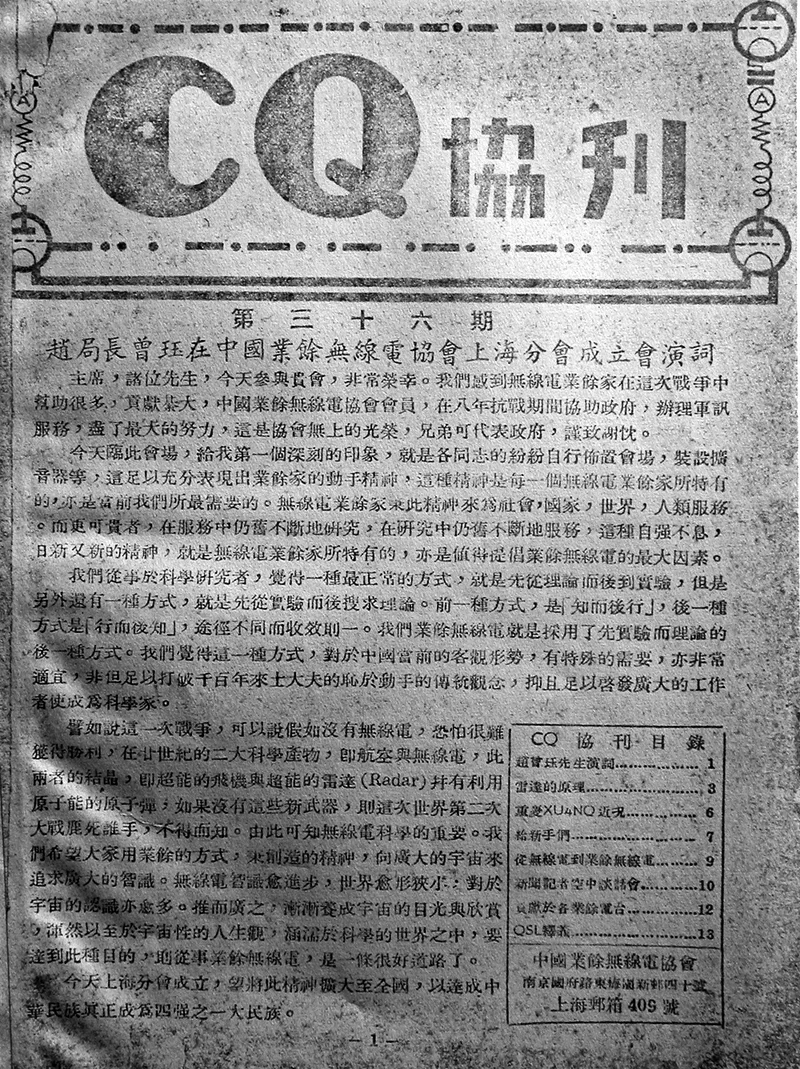 CQ 協刊
第三十六期
趙局長曾珏在中國業餘無線電協會上海分會成立會演詞
主席,諸位先生,今天參與貴會,非常榮幸。我們感到無線電業餘家在這次戰爭中
幫助很多,貢獻甚大,中國業餘無線電協會會員,在八年抗戰期間協助政府,辦理軍訊
服務,盡了最大的努力,這是協會無上的光榮,兄弟可代表政府,謹致謝忱。
今天臨此會場,給我第一個深刻的印象,就是各同志的紛紛自行佈置會場,裝設擴
音器等,這足以充分表現出業餘家的動手精神,這種精神是每一個無線電業餘家所特有
的,亦是當前我們所最需要的。無線電業餘家秉此精神來爲社會,國家,世界,人類服務
。而更可貴者,在服務中仍舊不斷地研究,在研究中仍舊不斷地服務,這種自强不息,
日新又新的精神,就是無線電業餘家所特有的,亦是値得提倡業餘無線電的最大因素。
我們從事於科學研究者,覺得一種最正常的方式,就是先從理論而後到實驗,但是
另外還有一種方式,就是先從實驗而後搜求理論。前一種方式,是「知而後行」,後一種
方式是「行而後知」,途徑不同而收效則一。我們業餘無線電就是採用了先實驗而理論的
後一種方式。我們覺得這一種方式,對於中國當前的客觀形勢,有特殊的需要,亦非常
適宜,非但足以打破千百年來士大夫的恥於動手的傳統觀念,抑且足以啓發廣大的工作
者使成爲科學家。
譬如說這一次戰爭,可以說假如沒有無線電,恐怕很難
獲得勝利,在廿世紀的二大科學產物,卽航空與無線電,此
兩者的結晶,卽超能的飛機與超能的雷達(Radar)幷有利用
原子能的原子彈,如果沒有這些新武器,則這次世界第二次
大戰鹿死誰手,不得而知。由此可知無線電科學的重要。我
們希望大家用業餘的方式,秉創造的精神,向廣大的宇宙來
追求廣大的智識。無線電智識愈進步,世界愈形狹小;對於
宇宙的認識亦愈多。推而廣之,漸漸養成宇宙的目光與欣賞
,渾然以至於宇宙性的人生觀,涵濡於科學的世界之中,要
達到此種目的,則從事業餘無線電,是一條很好道路了。
今天上海分會成立,望將此精神擴大至全國,以達成中
華民族眞正成爲四强之一大民族。
CQ 協刊目錄
趙曾珏先生演詞……………1
雷達的原理……………3
重慶XU4NQ近況……………6
給新手們……………7
從無線電到業餘無線電……………9
新聞記者空中談話會……………10
貢獻於各業餘電台……………12
QSL釋義……………13
中國業餘無線電協會
南京國府路東梅園新邨四十號
上海郵箱409號
— 1 —